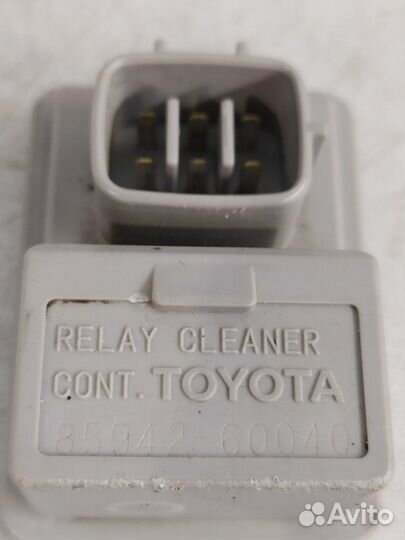 RELAY CLEANER
CONT. TOYOTA
85942-60040
Avito